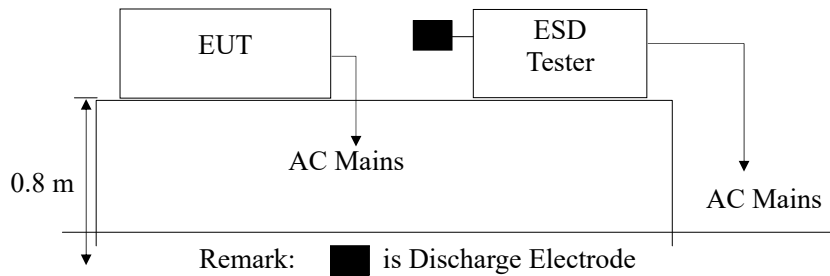 EUT
ESD
Tester
AC Mains
0.8 m
AC Mains
Remark: is Discharge Electrode